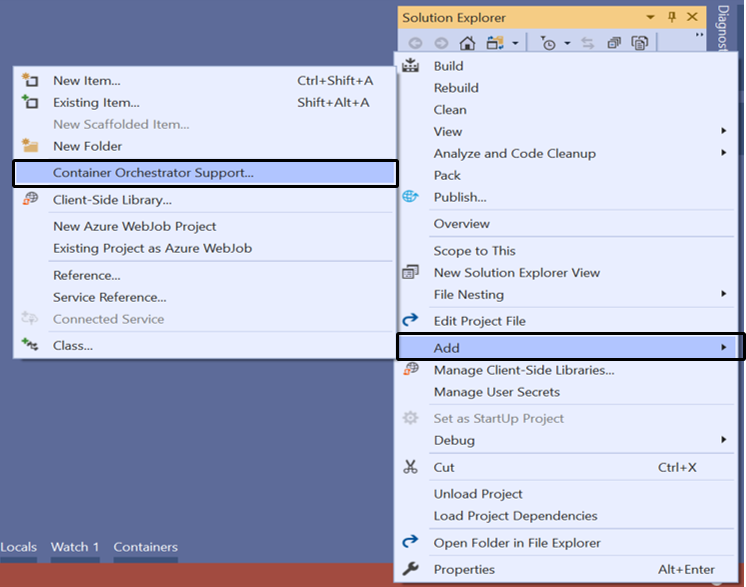 Solution Explorer
Diagnost
Build
Rebuild
Clean
View
Analyze and Code Cleanup
Pack
Publish...
Overview
Scope to This
New Solution Explorer View
File Nesting
Edit Project File
Add
Manage Client-Side Libraries...
Manage User Secrets
Set as StartUp Project
Debug
Cut Ctrl+X
Unload Project
Load Project Dependencies
Open Folder in File Explorer
Properties Alt+Enter
New Item... Ctrl+Shift+A
Existing Item... Shift+Alt+A
New Scaffolded Item...
New Folder
Container Orchestrator Support...
Client-Side Library...
New Azure WebJob Project
Existing Project as Azure WebJob
Reference...
Service Reference...
Connected Service
Class...
Locals Watch 1 Containers